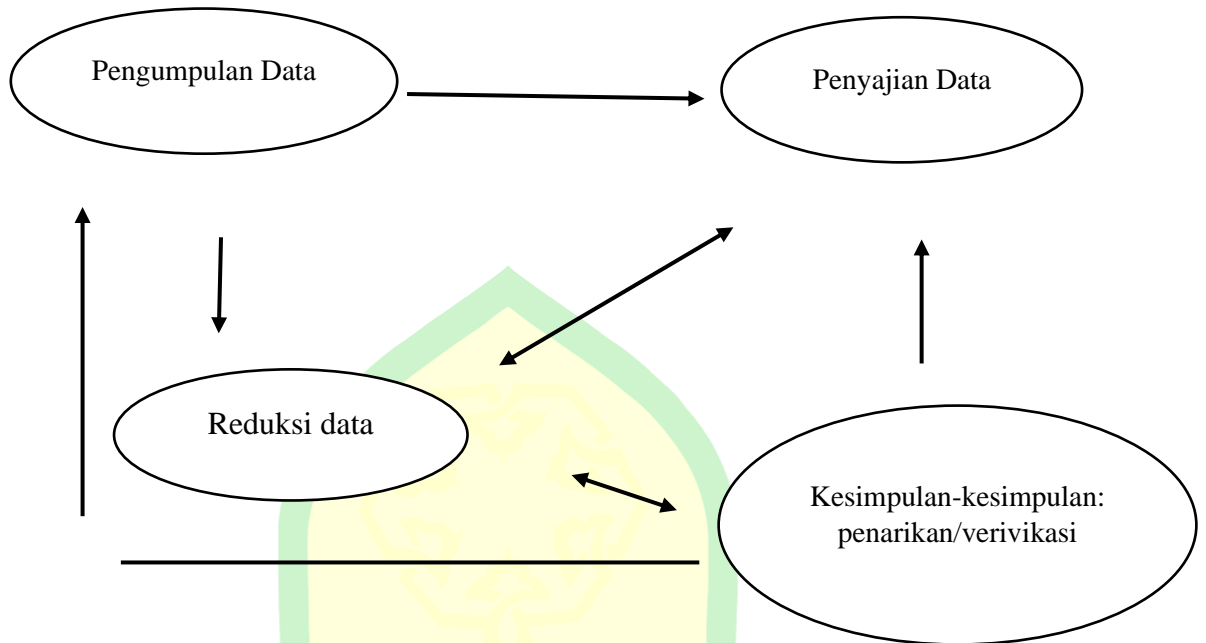 Pengumpulan Data
Penyajian Data
Reduksi data
Kesimpulan-kesimpulan:
penarikan/verivikasi